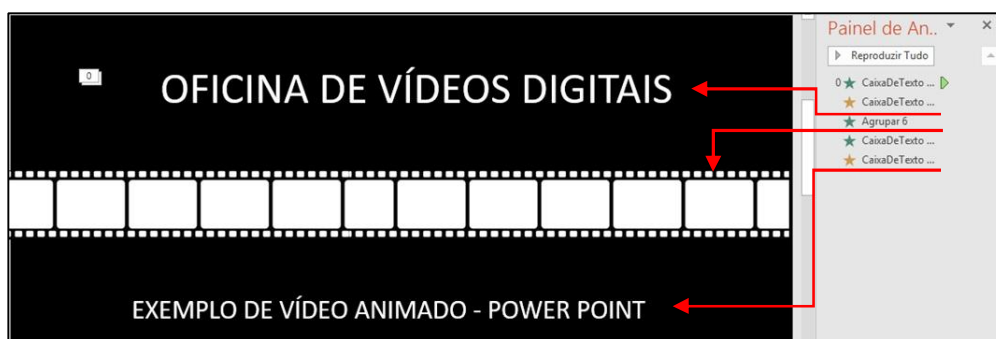 0
OFICINA DE VÍDEOS DIGITAIS
EXEMPLO DE VÍDEO ANIMADO - POWER POINT
Painel de An..
Reproduzir Tudo
0 CaixaDeTexto ...
CaixaDeTexto ...
Agrupar 6
CaixaDeTexto ...
CaixaDeTexto ...